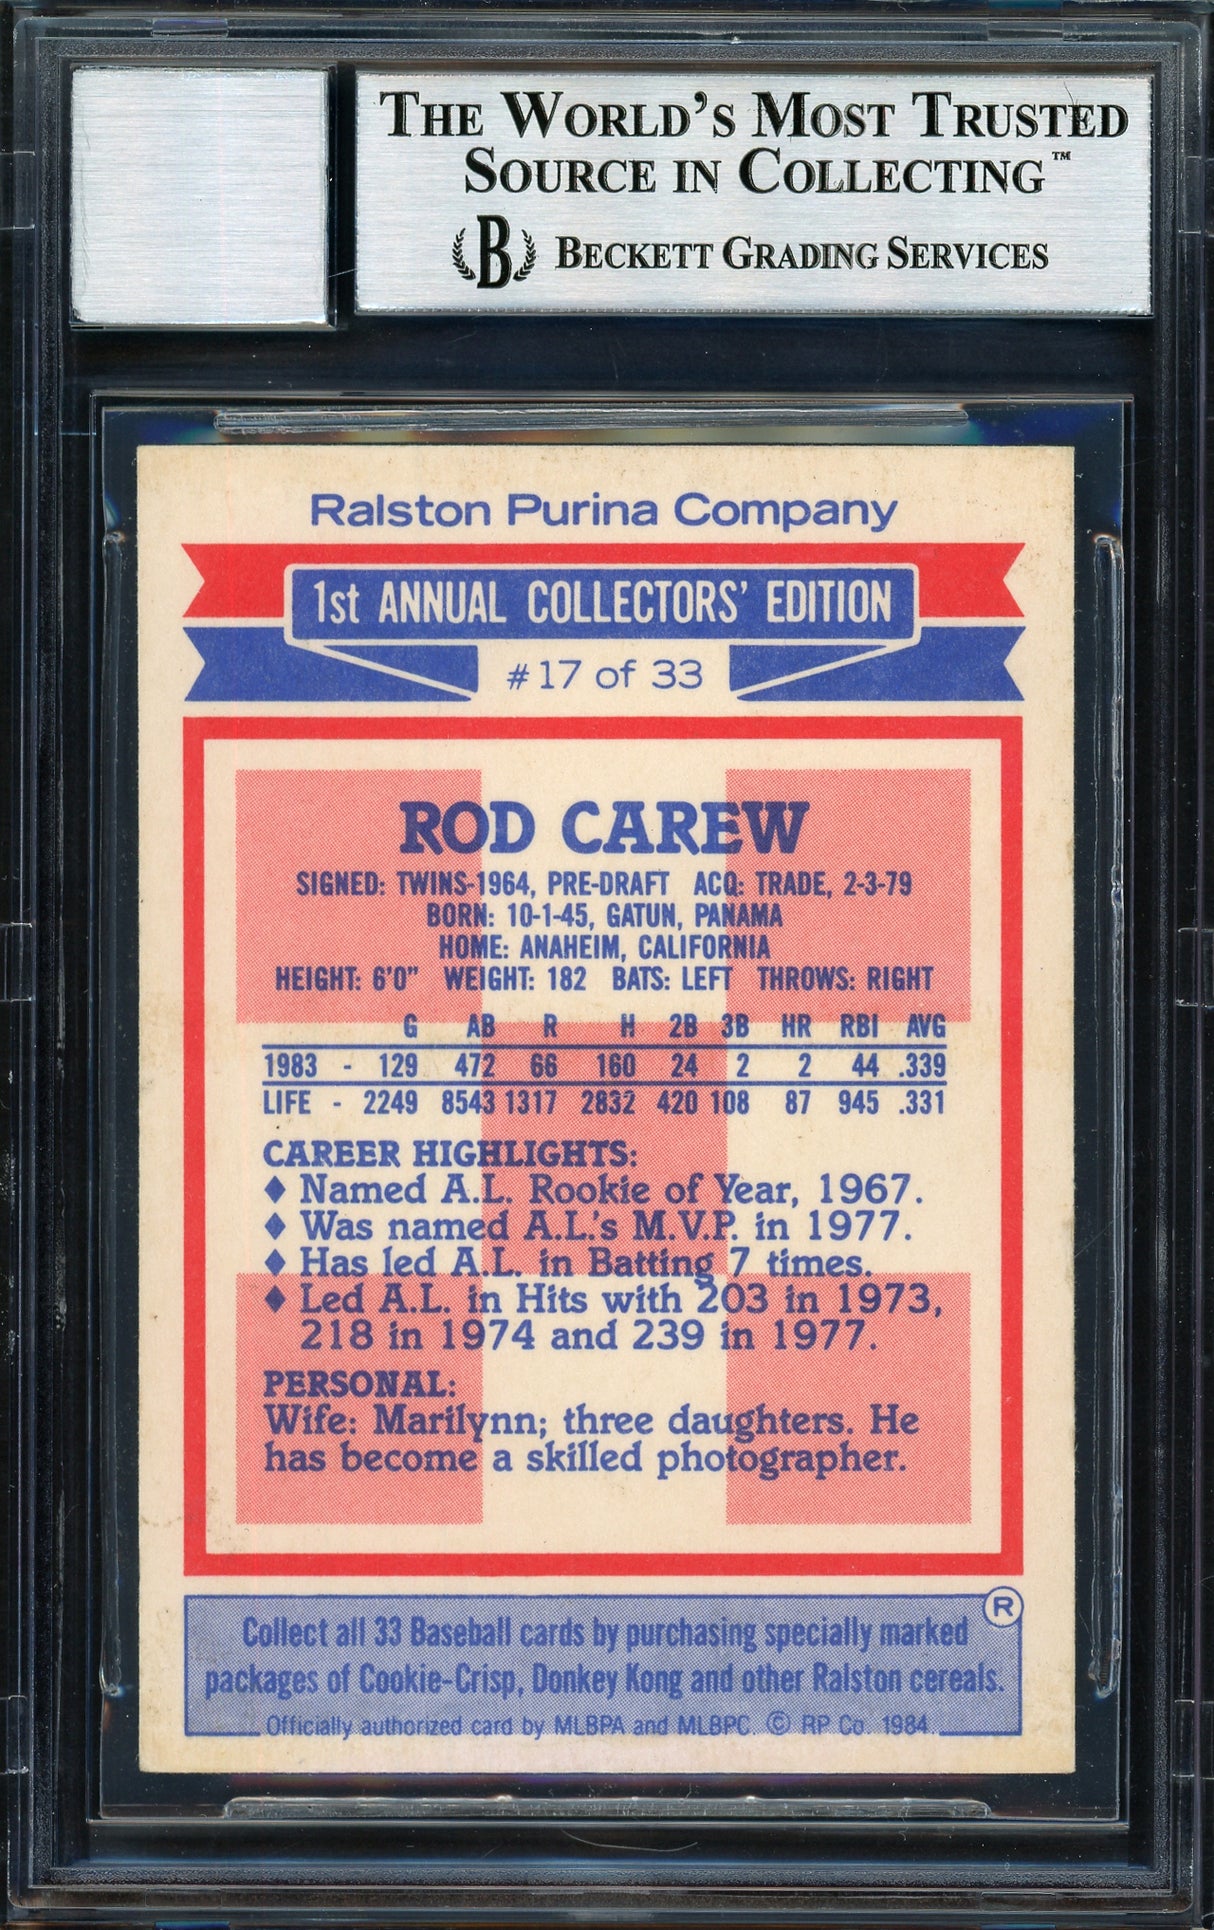 THE WORLD'S MOST TRUSTED
SOURCE IN COLLECTING™
B BECKETT GRADING SERVICES
Ralston Purina Company
1st ANNUAL COLLECTORS' EDITION
#17 of 33
ROD CAREW
SIGNED: TWINS-1964, PRE-DRAFT ACQ: TRADE, 2-3-79
BORN: 10-1-45, GATUN, PANAMA
HOME: ANAHEIM, CALIFORNIA
HEIGHT: 6'0" WEIGHT: 182 BATS: LEFT THROWS: RIGHT
G AB R H 2B 3B HR RBI AVG
1983 - 129 472 66 160 24 2 2 44 .339
LIFE - 2249 8543 1317 2832 420 108 87 945 .331
CAREER HIGHLIGHTS:
♦ Named A.L. Rookie of Year, 1967.
♦ Was named A.L.'s M.V.P. in 1977.
♦ Has led A.L. in Batting 7 times.
♦ Led A.L. in Hits with 203 in 1973,
218 in 1974 and 239 in 1977.
PERSONAL:
Wife: Marilynn; three daughters. He
has become a skilled photographer.
®
Collect all 33 Baseball cards by purchasing specially marked
packages of Cookie-Crisp, Donkey Kong and other Ralston cereals.
Officially authorized card by MLBPA and MLBPC. © RP Co. 1984.